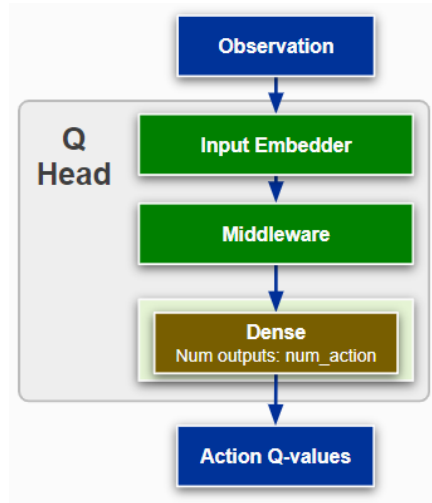 Observation
Q
Head
Input Embedder
Middleware
Dense
Num outputs: num_action
Action Q-values